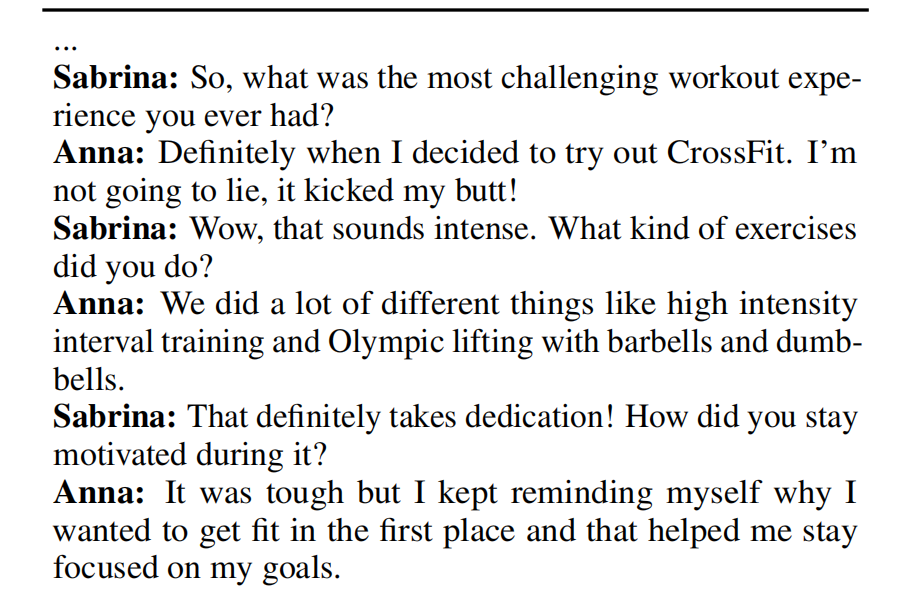 ...
Sabrina: So, what was the most challenging workout expe-
rience you ever had?
Anna: Definitely when I decided to try out CrossFit. I’m
not going to lie, it kicked my butt!
Sabrina: Wow, that sounds intense. What kind of exercises
did you do?
Anna: We did a lot of different things like high intensity
interval training and Olympic lifting with barbells and dumb-
bells.
Sabrina: That definitely takes dedication! How did you stay
motivated during it?
Anna: It was tough but I kept reminding myself why I
wanted to get fit in the first place and that helped me stay
focused on my goals.